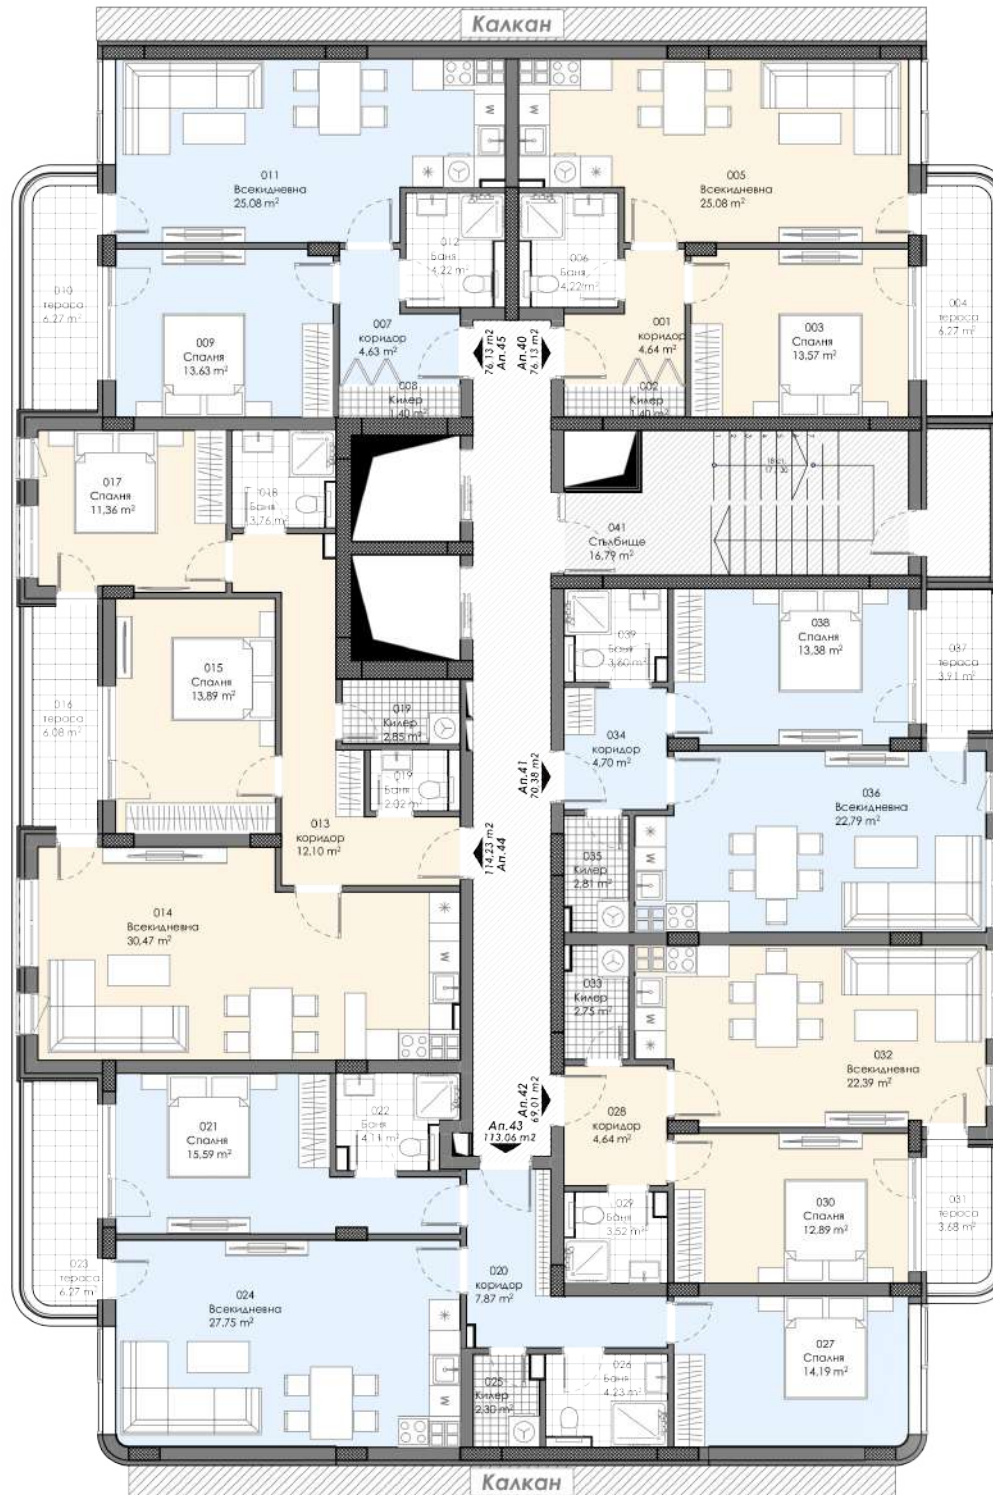 Калкан
011
Всекидневна
25,08 m²
005
Всекидневна
25,08 m²
012
Баня
4,22 m²
006
Баня
4,22 m²
010
тераса
6.27 m²
004
тераса
6.27 m²
009
Спалня
13,63 m²
007
коридор
4,63 m²
008
Килер
1.40 m²
76,13 m2
Ап.45
Ап.40
76,13 m2
001
коридор
4,64 m²
002
Килер
1.40 m²
003
Спалня
13,57 m²
017
Спалня
11,36 m²
018
Баня
3,76 m²
041
Стълбище
16,79 m²
015
Спалня
13,89 m²
016
тераса
6.08 m²
039
Баня
3,60 m²
038
Спалня
13,38 m²
037
тераса
3.91 m²
019
Килер
2.85 m²
019
Баня
2.02 m²
034
коридор
4,70 m²
Ап.41
70.38 m2
013
коридор
12,10 m²
114,23 m2
Ап.44
036
Всекидневна
22,79 m²
035
Килер
2,81 m²
014
Всекидневна
30,47 m²
033
Килер
2,75 m²
032
Всекидневна
22,39 m²
021
Спалня
15,59 m²
022
Баня
14,11 m²
Ап.42
69.01 m2
Ап.43
113.06 m2
028
коридор
4,64 m²
029
Баня
3,52 m²
030
Спалня
12,89 m²
031
тераса
3.68 m²
023
тераса
6.27 m²
024
Всекидневна
27,75 m²
020
коридор
7,87 m²
025
Килер
2,30 m²
026
Баня
4,23 m²
027
Спалня
14,19 m²
Калкан